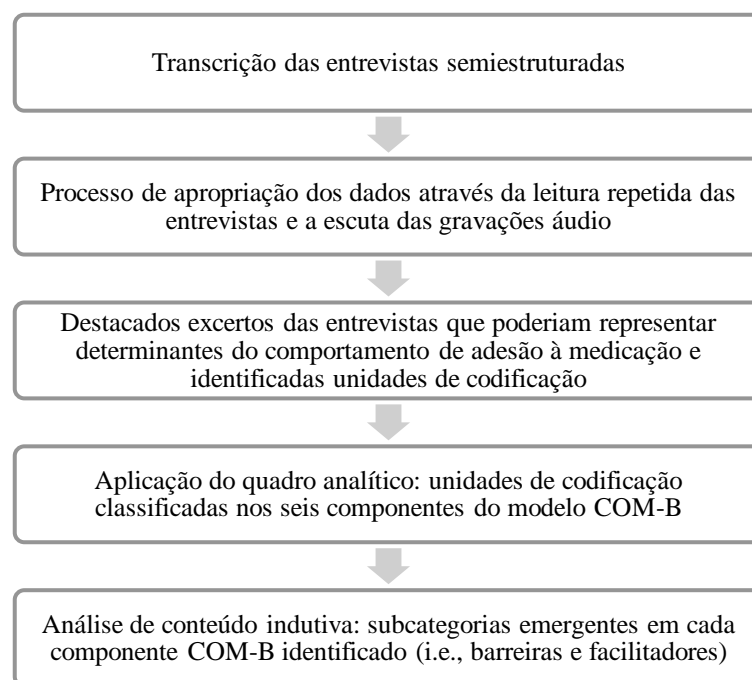 Transcrição das entrevistas semiestruturadas
Processo de apropriação dos dados através da leitura repetida das
entrevistas e a escuta das gravações áudio
Destacados excertos das entrevistas que poderiam representar
determinantes do comportamento de adesão à medicação e
identificadas unidades de codificação
Aplicação do quadro analítico: unidades de codificação
classificadas nos seis componentes do modelo COM-B
Análise de conteúdo indutiva: subcategorias emergentes em cada
componente COM-B identificado (i.e., barreiras e facilitadores)